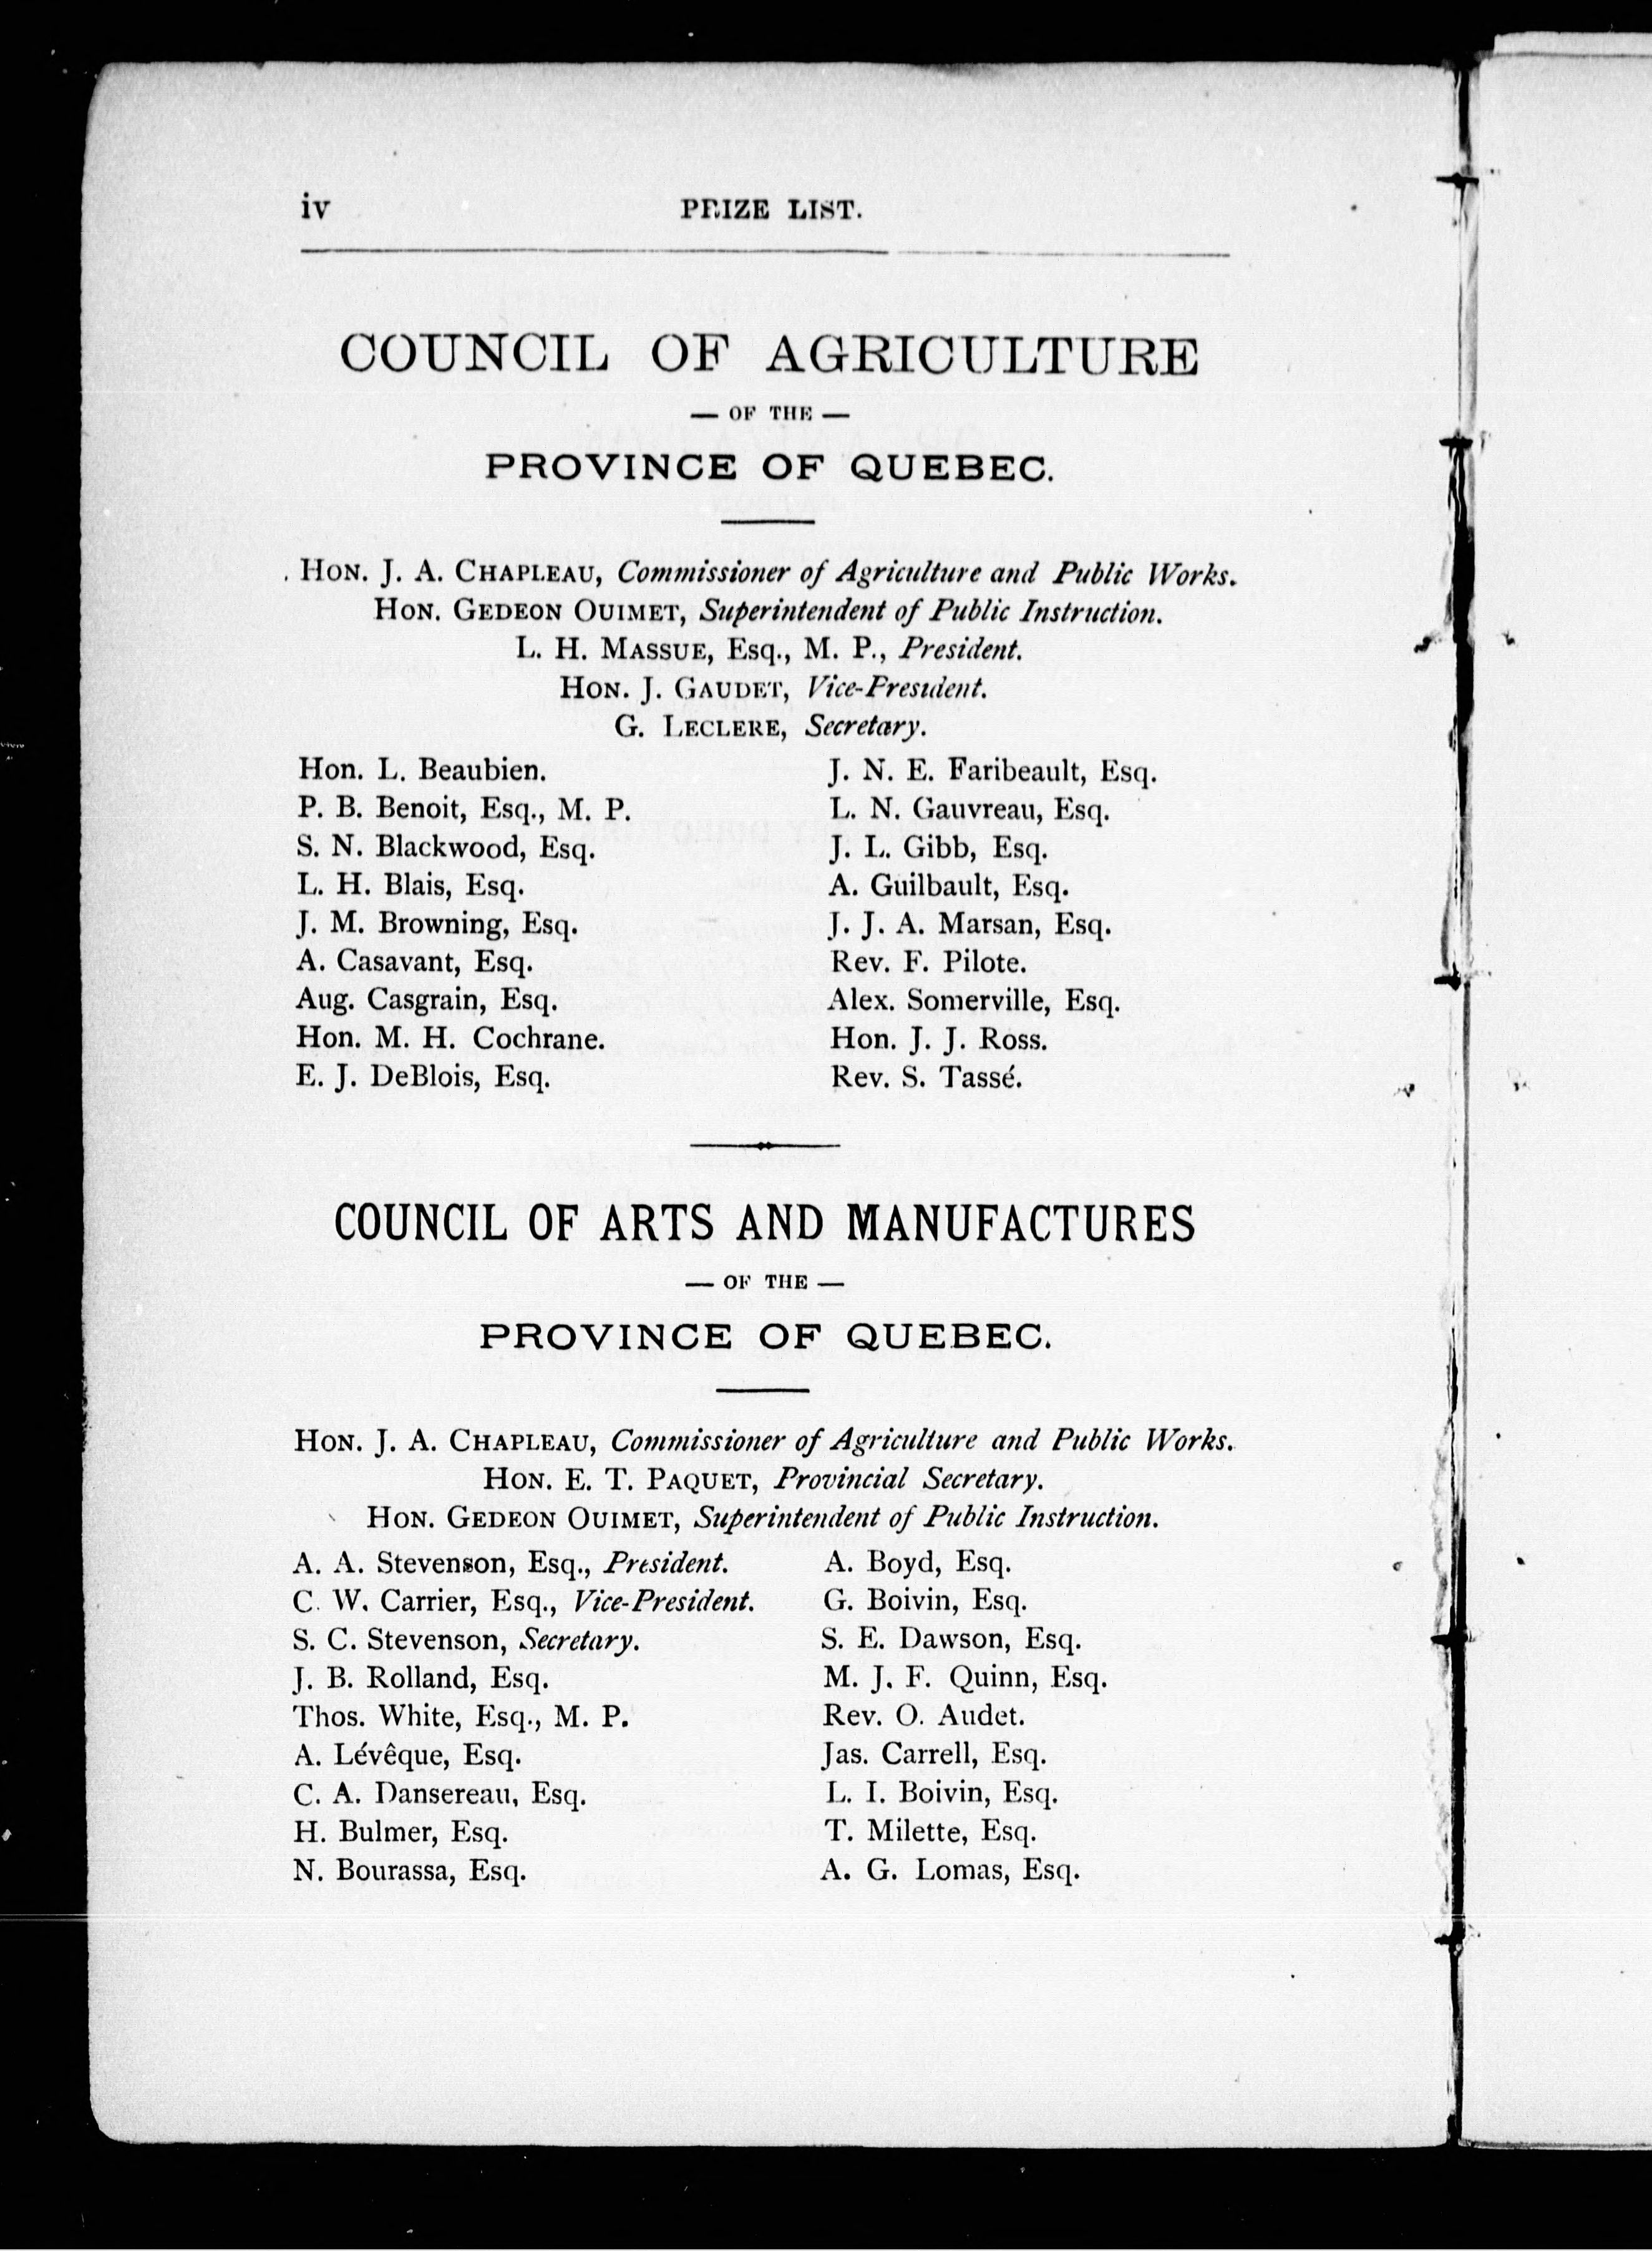 iv PRIZE LIST.
COUNCIL OF AGRICULTURE
— OF THE —
PROVINCE OF QUEBEC.
HON. J. A. CHAPLEAU, Commissioner of Agriculture and Public Works.
HON. GEDEON OUIMET, Superintendent of Public Instruction.
L. H. MASSUE, Esq., M. P., President.
HON. J. GAUDET, Vice-President.
G. LECLERE, Secretary.
Hon. L. Beaubien.
P. B. Benoit, Esq., M. P.
S. N. Blackwood, Esq.
L. H. Blais, Esq.
J. M. Browning, Esq.
A. Casavant, Esq.
Aug. Casgrain, Esq.
Hon. M. H. Cochrane.
E. J. DeBlois, Esq.
J. N. E. Faribeault, Esq.
L. N. Gauvreau, Esq.
J. L. Gibb, Esq.
A. Guilbault, Esq.
J. J. A. Marsan, Esq.
Rev. F. Pilote.
Alex. Somerville, Esq.
Hon. J. J. Ross.
Rev. S. Tassé.
COUNCIL OF ARTS AND MANUFACTURES
— OF THE —
PROVINCE OF QUEBEC.
HON. J. A. CHAPLEAU, Commissioner of Agriculture and Public Works.
HON. E. T. PAQUET, Provincial Secretary.
HON. GEDEON OUIMET, Superintendent of Public Instruction.
A. A. Stevenson, Esq., President.
C. W. Carrier, Esq., Vice-President.
S. C. Stevenson, Secretary.
J. B. Rolland, Esq.
Thos. White, Esq., M. P.
A. Lévêque, Esq.
C. A. Dansereau, Esq.
H. Bulmer, Esq.
N. Bourassa, Esq.
A. Boyd, Esq.
G. Boivin, Esq.
S. E. Dawson, Esq.
M. J. F. Quinn, Esq.
Rev. O. Audet.
Jas. Carrell, Esq.
L. I. Boivin, Esq.
T. Milette, Esq.
A. G. Lomas, Esq.